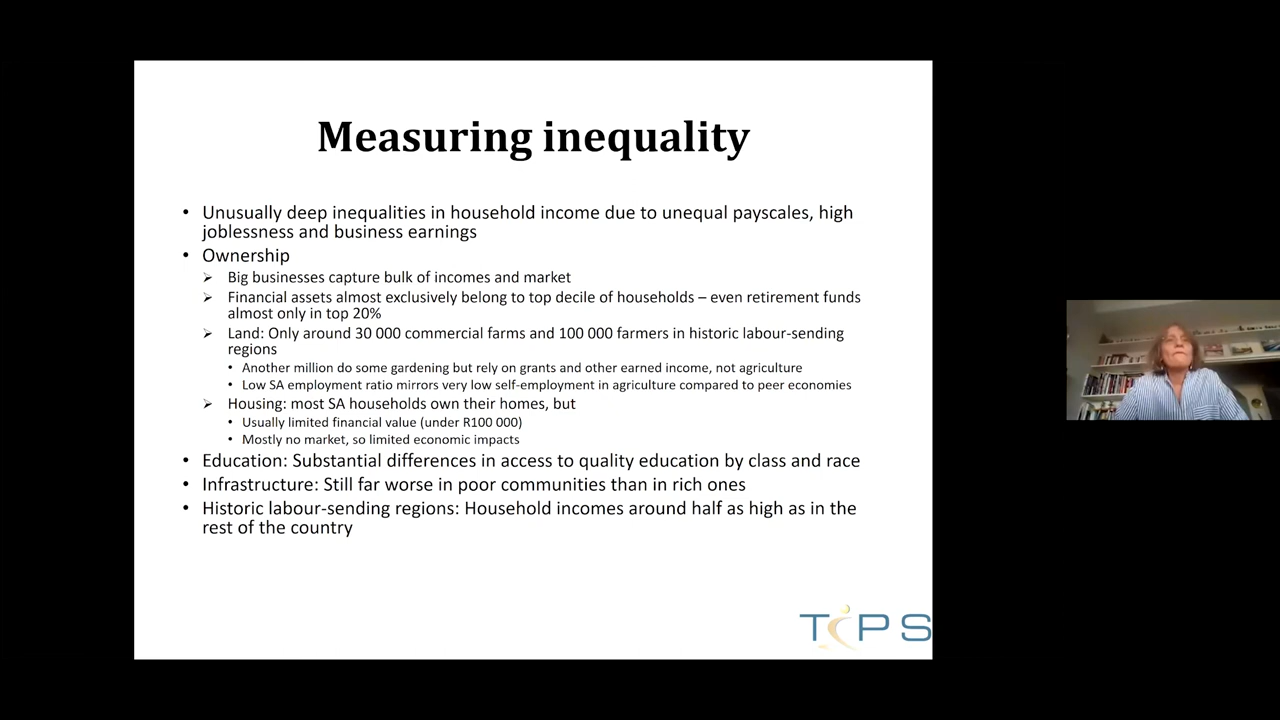 Measuring inequality
• Unusually deep inequalities in household income due to unequal payscales, high
joblessness and business earnings
• Ownership
➢ Big businesses capture bulk of incomes and market
➢ Financial assets almost exclusively belong to top decile of households – even retirement funds
almost only in top 20%
➢ Land: Only around 30 000 commercial farms and 100 000 farmers in historic labour-sending
regions
• Another million do some gardening but rely on grants and other earned income, not agriculture
• Low SA employment ratio mirrors very low self-employment in agriculture compared to peer economies
➢ Housing: most SA households own their homes, but
• Usually limited financial value (under R100 000)
• Mostly no market, so limited economic impacts
• Education: Substantial differences in access to quality education by class and race
• Infrastructure: Still far worse in poor communities than in rich ones
• Historic labour-sending regions: Household incomes around half as high as in the
rest of the country
TIPS